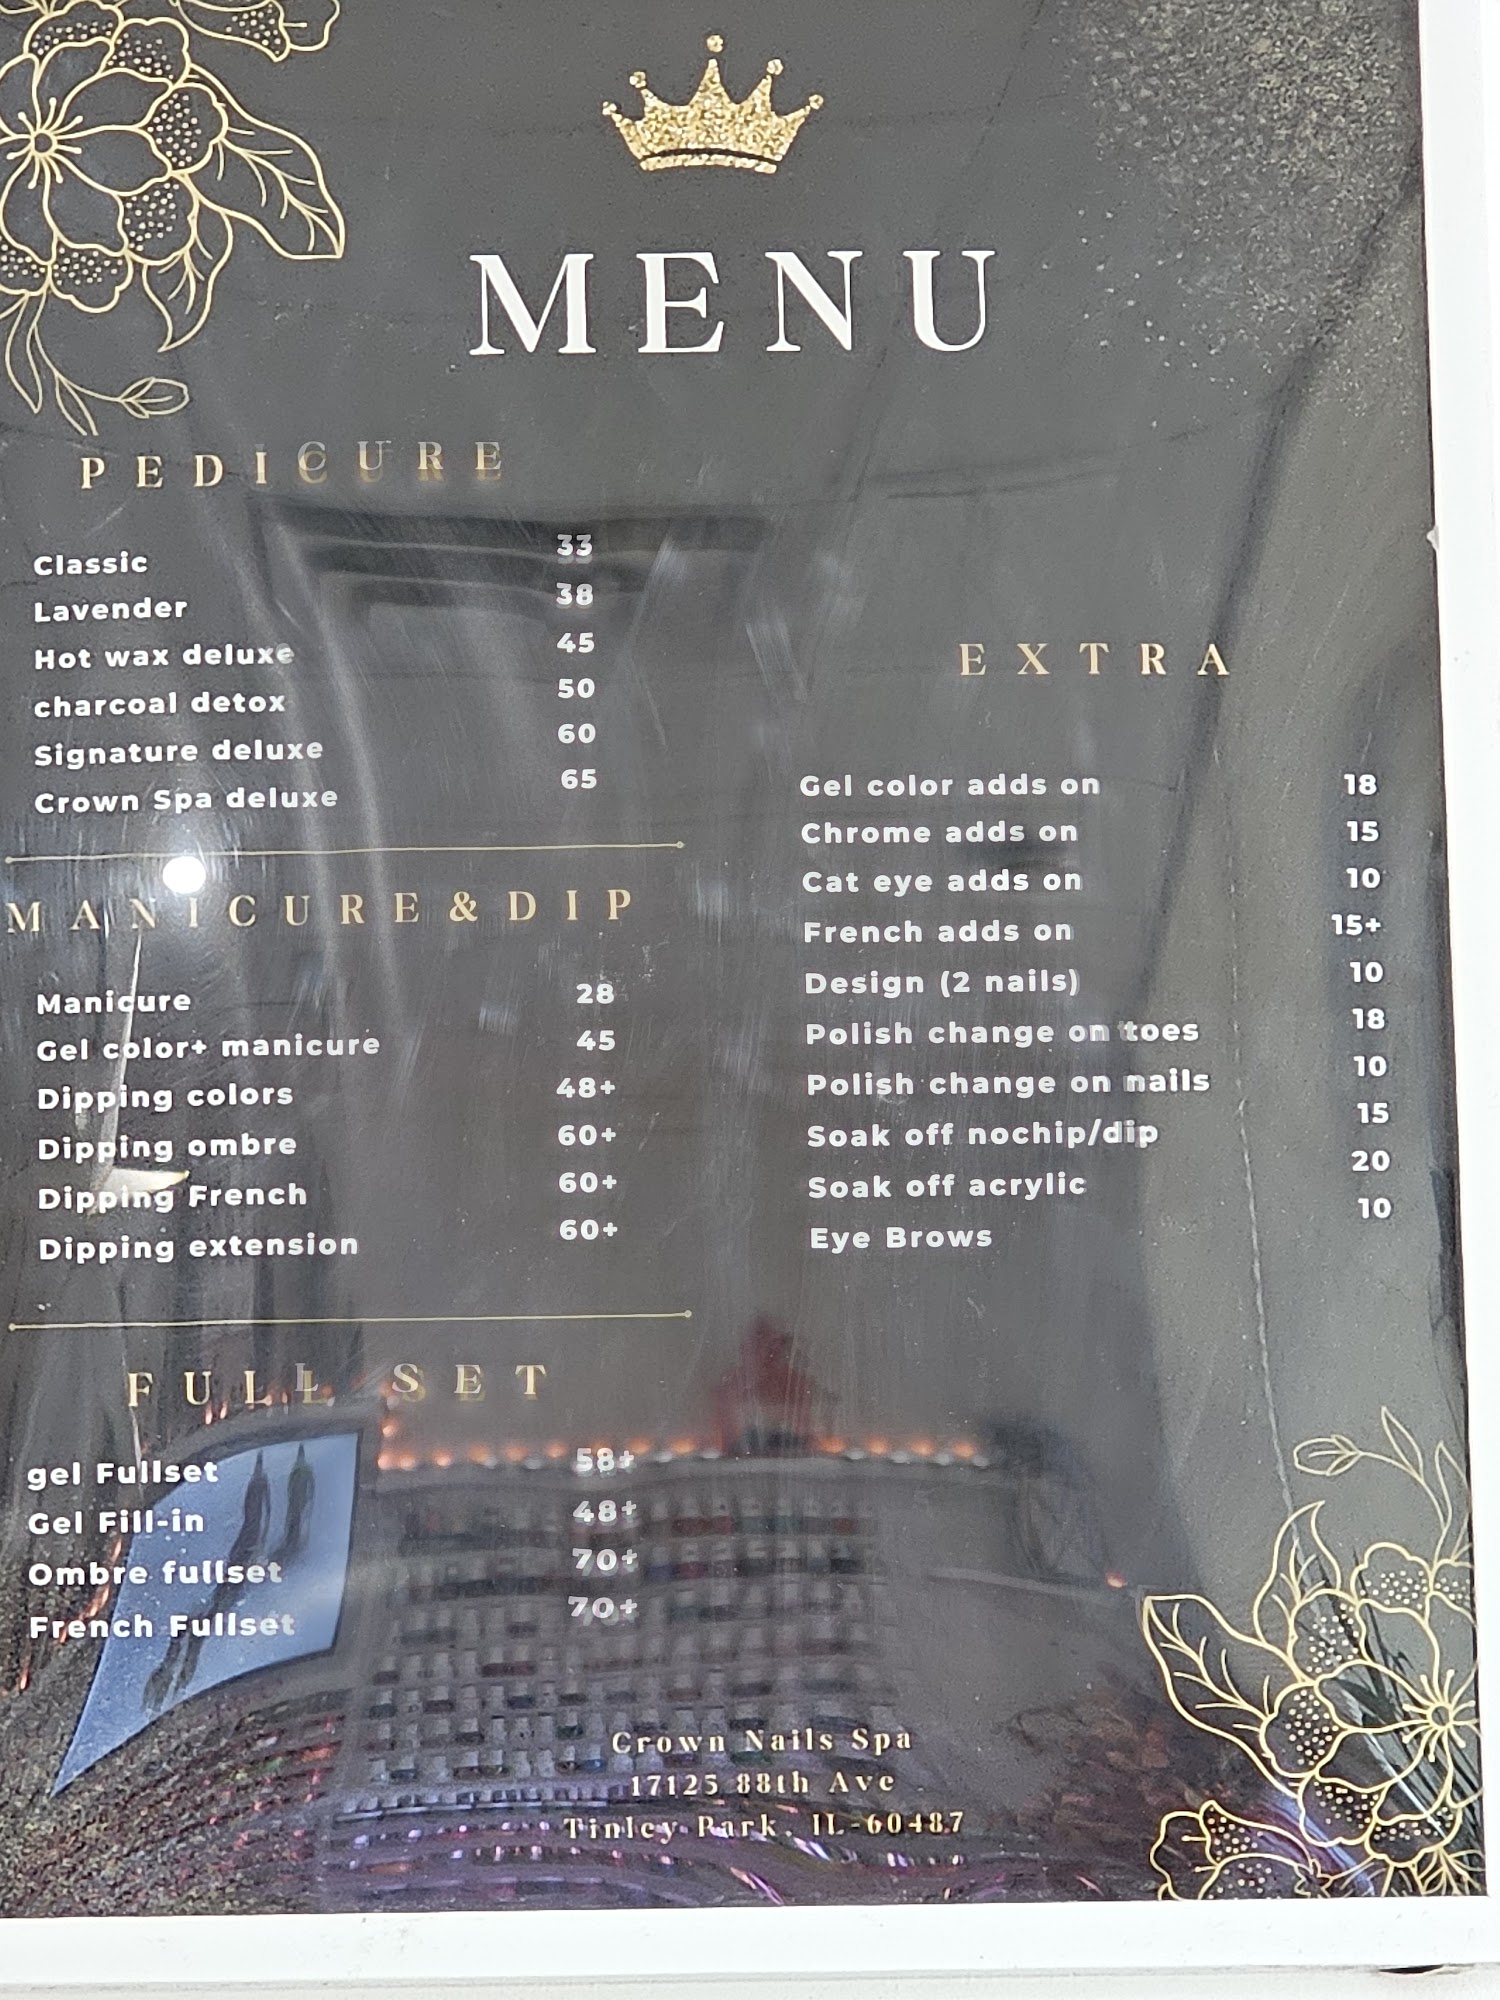 MENU
PEDICURE
Classic 33
Lavender 38
Hot wax deluxe 45
charcoal detox 50
Signature deluxe 60
Crown Spa deluxe 65
MANICURE&DIP
Manicure 28
Gel color+ manicure 45
Dipping colors 48+
Dipping ombre 60+
Dipping French 60+
Dipping extension 60+
FULL SET
gel Fullset 58+
Gel Fill-in 48+
Ombre fullset 70+
French Fullset 70+
EXTRA
Gel color adds on 18
Chrome adds on 15
Cat eye adds on 10
French adds on 15+
Design (2 nails) 10
Polish change on toes 18
Polish change on nails 10
Soak off nochip/dip 15
Soak off acrylic 20
Eye Brows 10
Crown Nails Spa
17125 88th Ave
Tinley Park, IL-60487